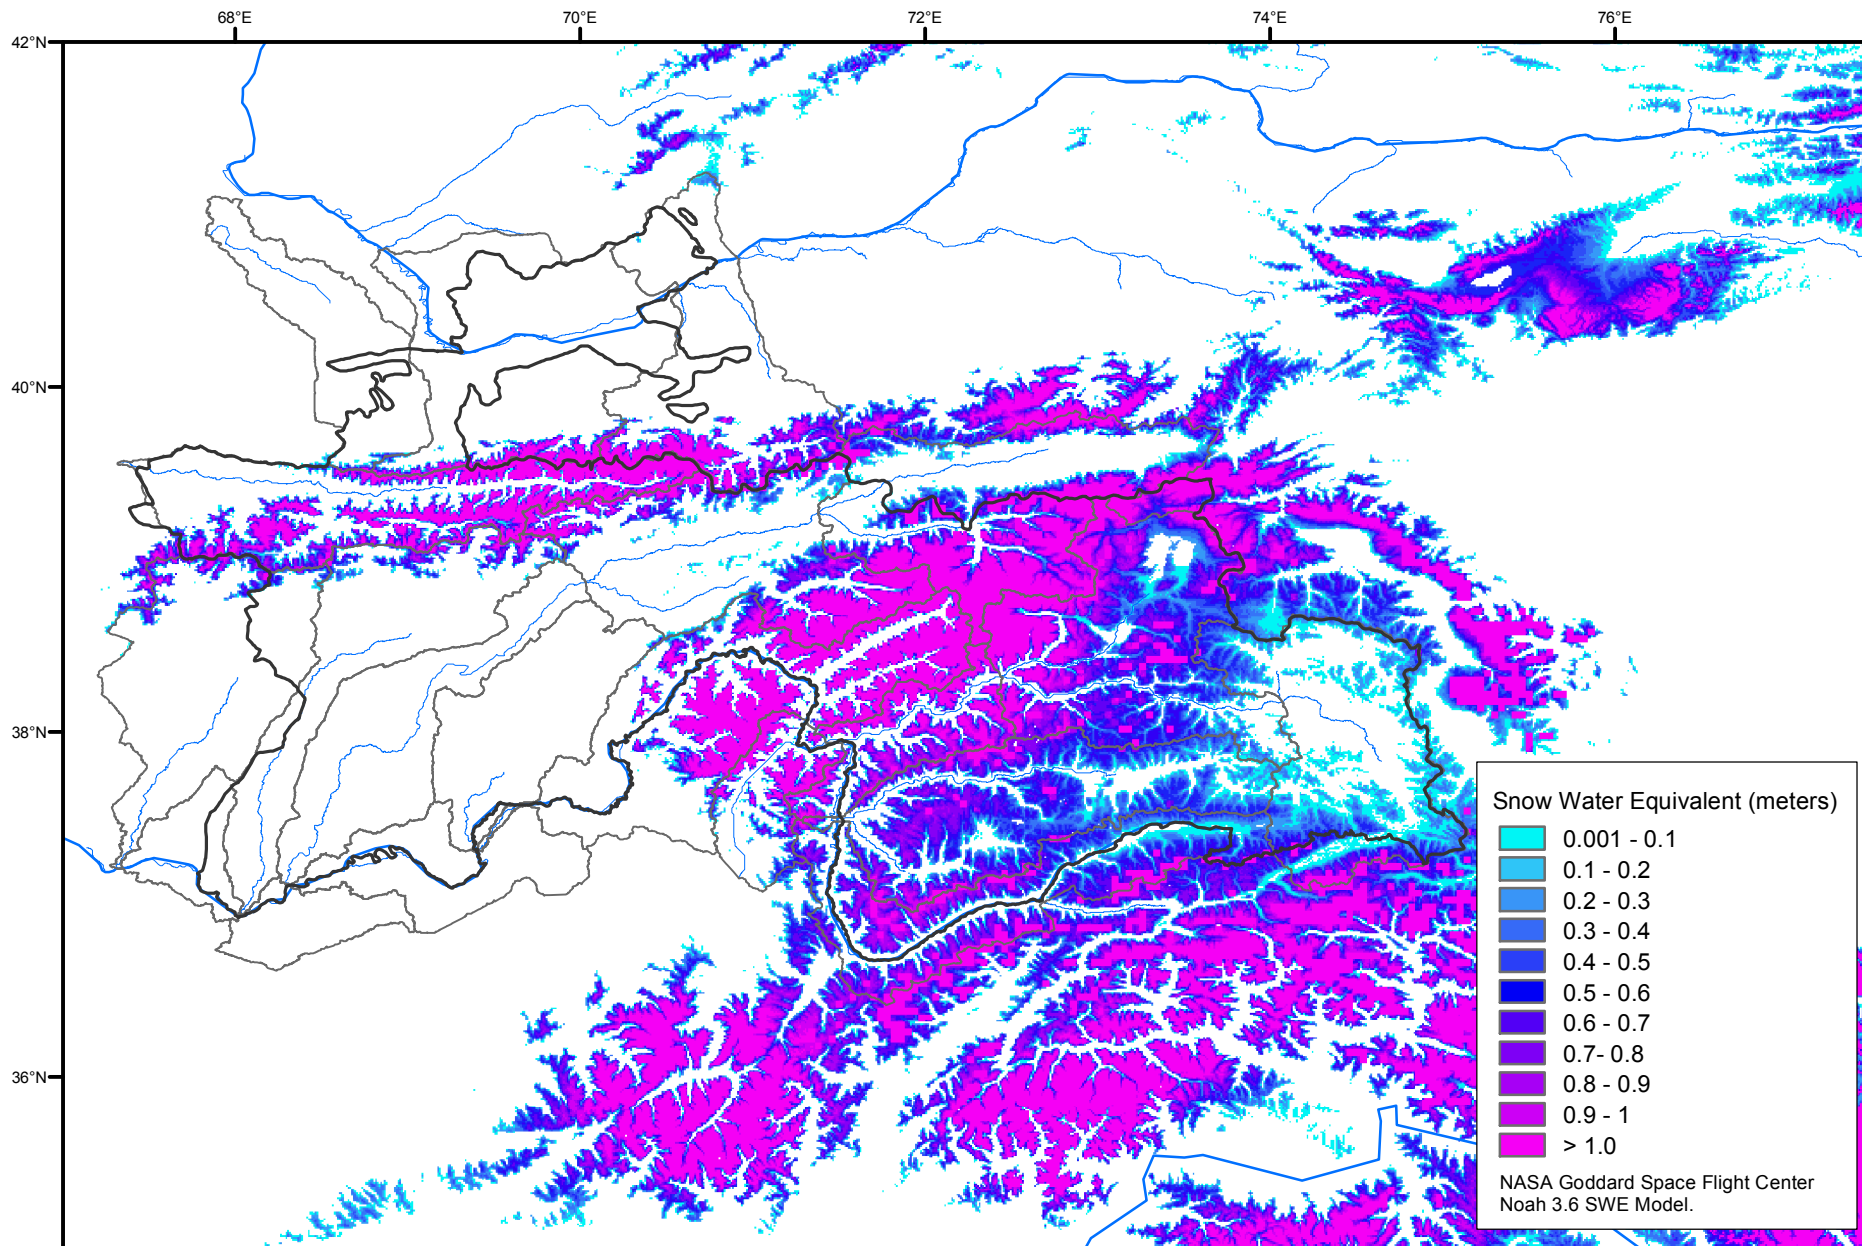 68°E 70°E 72°E 74°E 76°E
42°N
40°N
38°N
36°N
Snow Water Equivalent (meters)
0.001 - 0.1
0.1 - 0.2
0.2 - 0.3
0.3 - 0.4
0.4 - 0.5
0.5 - 0.6
0.6 - 0.7
0.7- 0.8
0.8 - 0.9
0.9 - 1
> 1.0
NASA Goddard Space Flight Center
Noah 3.6 SWE Model.